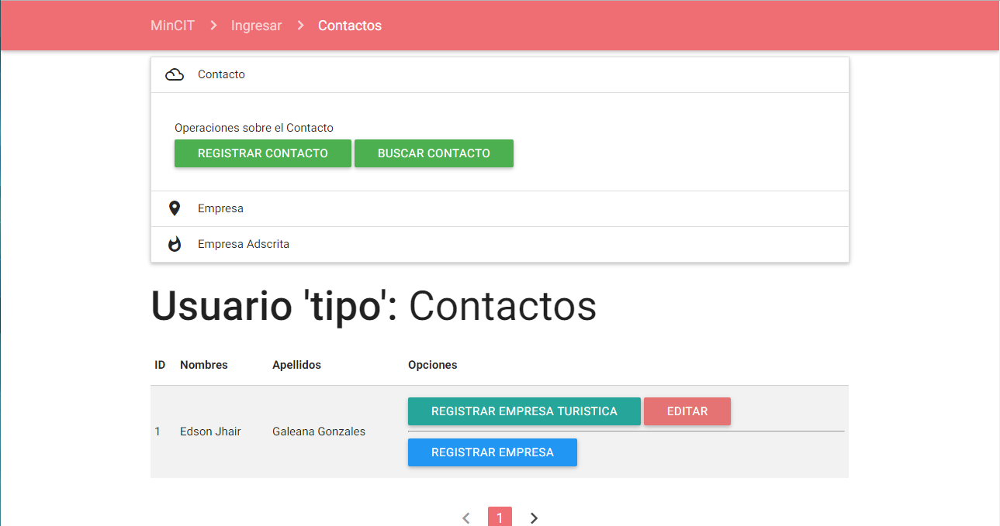 MinCIT > Ingresar > Contactos
Contacto
Operaciones sobre el Contacto
REGISTRAR CONTACTO BUSCAR CONTACTO
Empresa
Empresa Adscrita
Usuario 'tipo': Contactos
ID Nombres Apellidos Opciones
REGISTRAR EMPRESA TURISTICA EDITAR
1 Edson Jhair Galeana Gonzales
REGISTRAR EMPRESA
1